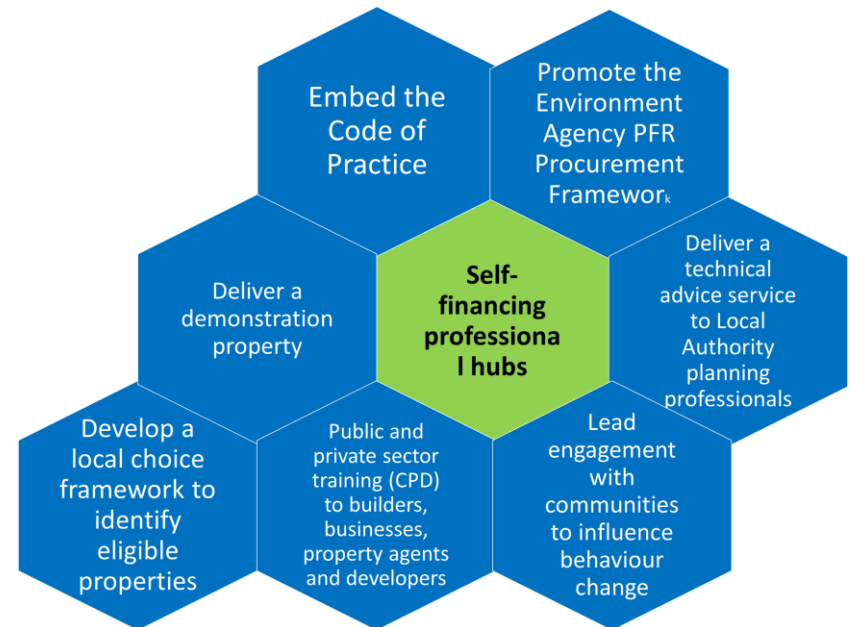 Embed the
Code of
Practice
Promote the
Environment
Agency PFR
Procurement
Framework
Deliver a
demonstration
property
Self-
financing
professiona
l hubs
Deliver a
technical
advice service
to Local
Authority
planning
professionals
Develop a
local choice
framework to
identify
eligible
properties
Public and
private sector
training (CPD)
to builders,
businesses,
property agents
and developers
Lead
engagement
with
communities
to influence
behaviour
change